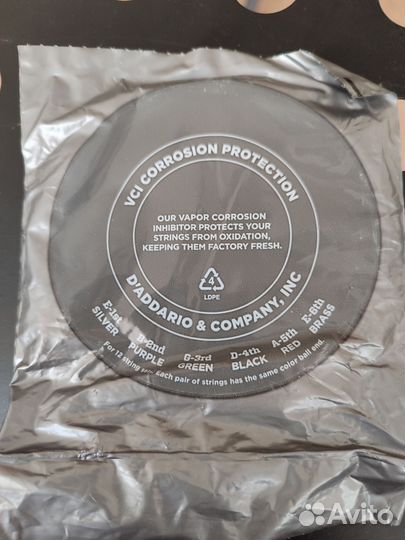 VCI CORROSION PROTECTION
OUR VAPOR CORROSION
INHIBITOR PROTECTS YOUR
STRINGS FROM OXIDATION,
KEEPING THEM FACTORY FRESH.
4
LDPE
D'ADDARIO & COMPANY, INC
E-1st SILVER
B-2nd PURPLE
G-3rd GREEN
D-4th BLACK
A-5th RED
E-6th BRASS
For 12 string sets, each pair of strings has the same color ball end.
Avito